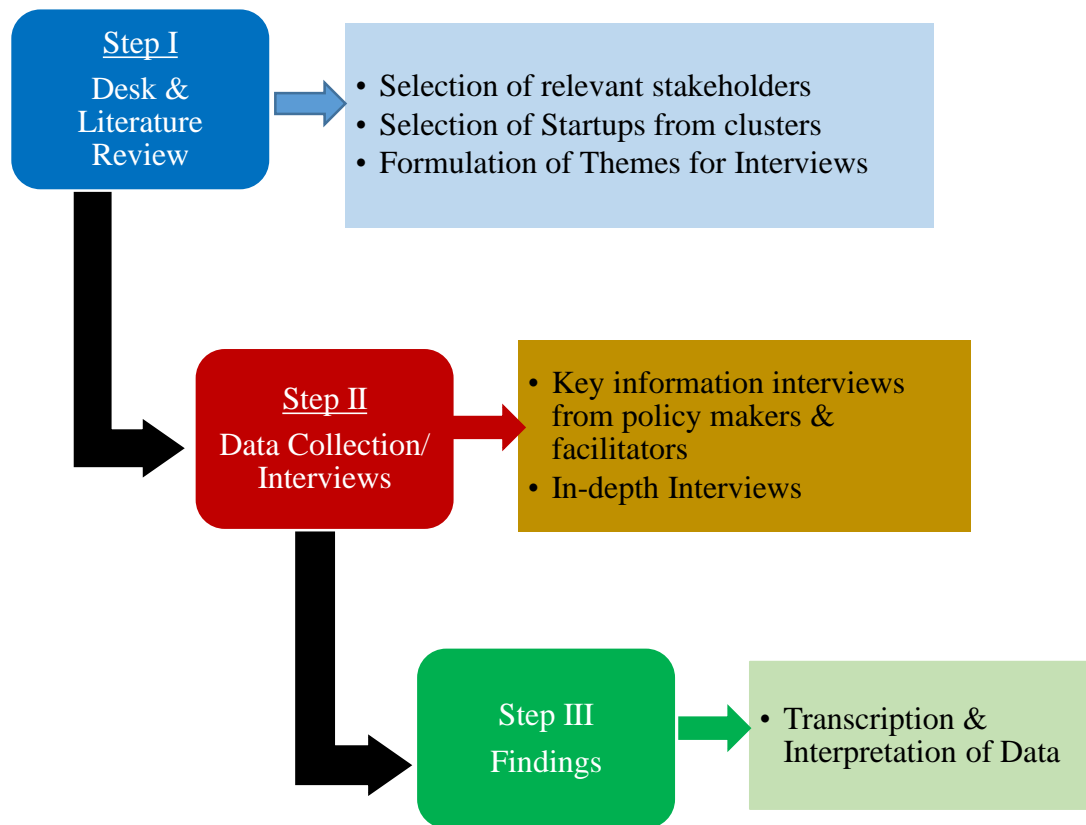 Step I
Desk &
Literature
Review
• Selection of relevant stakeholders
• Selection of Startups from clusters
• Formulation of Themes for Interviews
Step II
Data Collection/
Interviews
• Key information interviews
from policy makers &
facilitators
• In-depth Interviews
Step III
Findings
• Transcription &
Interpretation of Data